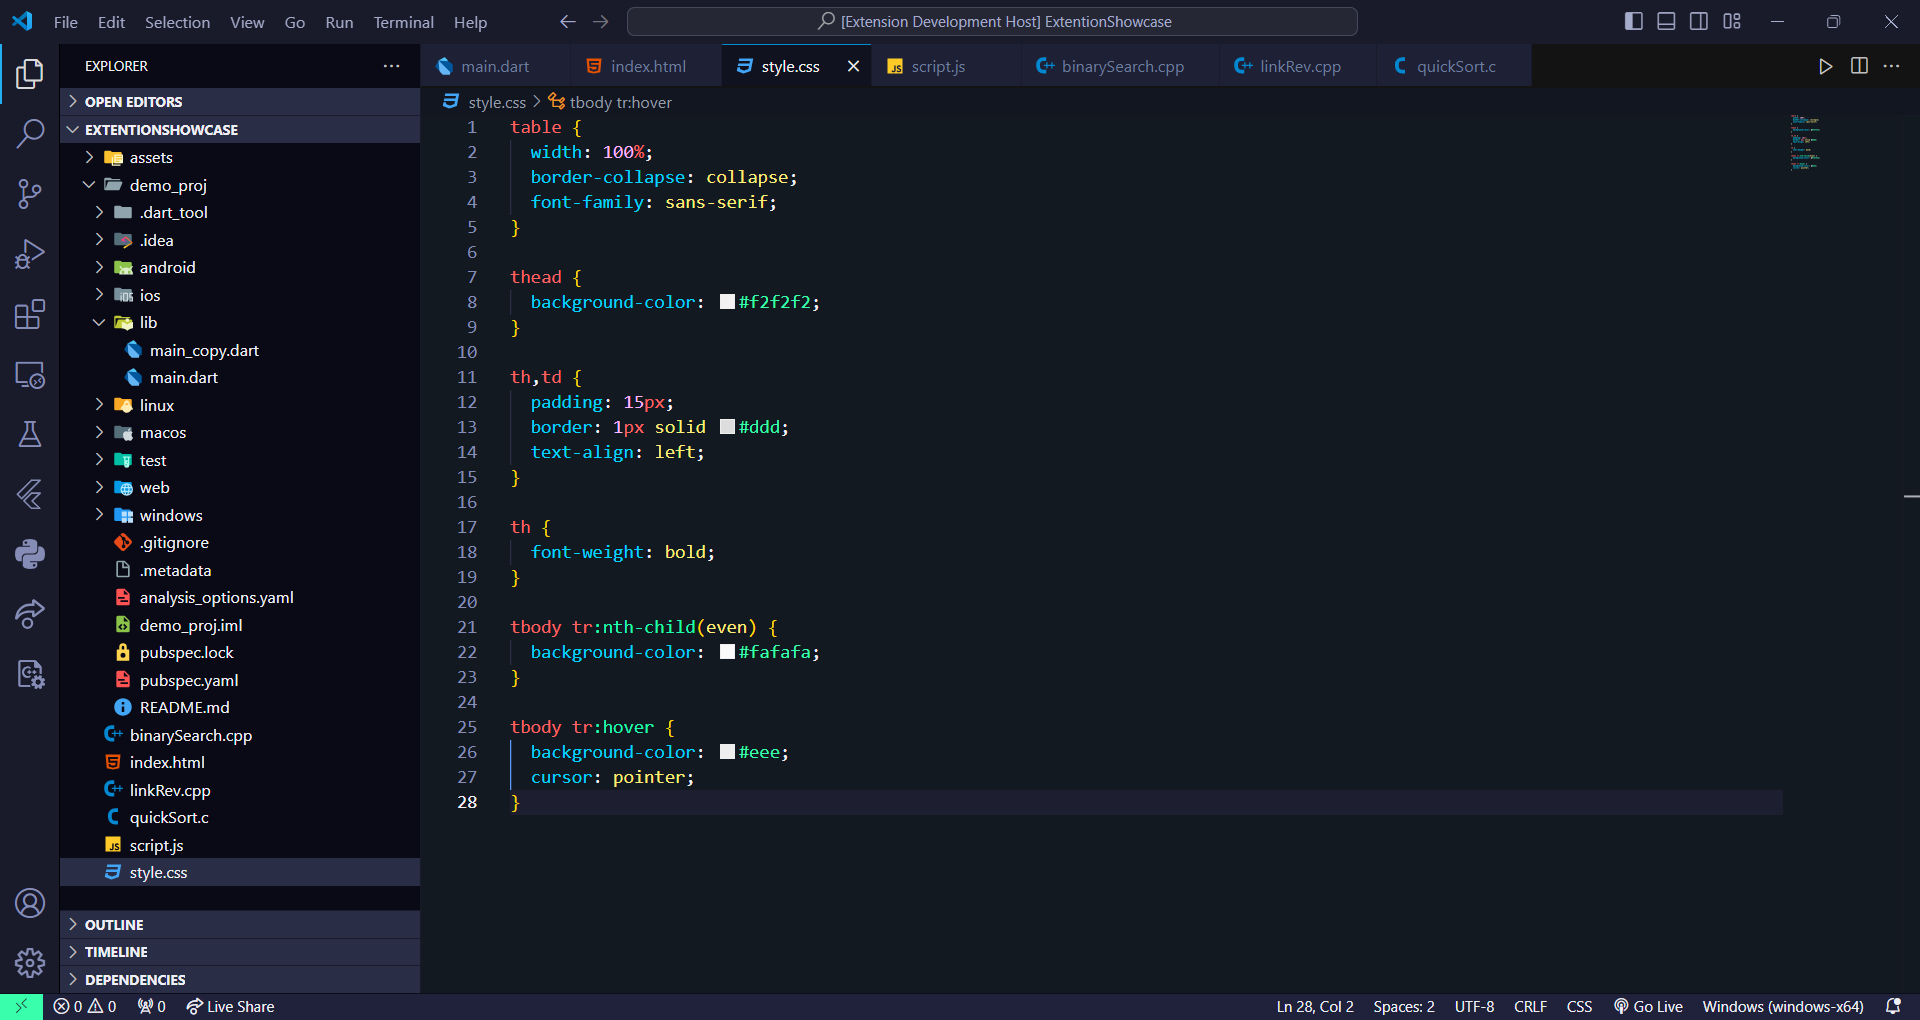 File Edit Selection View Go Run Terminal Help
[Extension Development Host] ExtentionShowcase
EXPLORER
OPEN EDITORS
EXTENTIONSHOWCASE
assets
demo_proj
.dart_tool
.idea
android
ios
lib
main_copy.dart
main.dart
linux
macos
test
web
windows
.gitignore
.metadata
analysis_options.yaml
demo_proj.iml
pubspec.lock
pubspec.yaml
README.md
binarySearch.cpp
index.html
linkRev.cpp
quickSort.c
script.js
style.css
OUTLINE
TIMELINE
DEPENDENCIES
main.dart index.html style.css script.js binarySearch.cpp linkRev.cpp quickSort.c
style.css > tbody tr:hover
1 table {
2 width: 100%;
3 border-collapse: collapse;
4 font-family: sans-serif;
5 }
6
7 thead {
8 background-color: #f2f2f2;
9 }
10
11 th,td {
12 padding: 15px;
13 border: 1px solid #ddd;
14 text-align: left;
15 }
16
17 th {
18 font-weight: bold;
19 }
20
21 tbody tr:nth-child(even) {
22 background-color: #fafafa;
23 }
24
25 tbody tr:hover {
26 background-color: #eee;
27 cursor: pointer;
28 }
0 0 0 Live Share Ln 28, Col 2 Spaces: 2 UTF-8 CRLF CSS Go Live Windows (windows-x64)